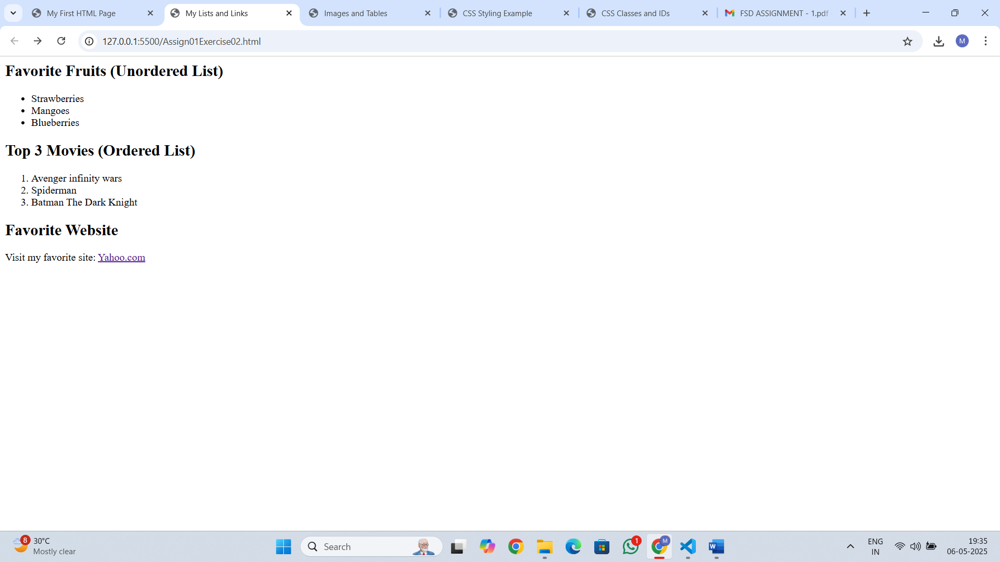 My First HTML Page
My Lists and Links
Images and Tables
CSS Styling Example
CSS Classes and IDs
FSD ASSIGNMENT - 1.pdf
127.0.0.1:5500/Assign01Exercise02.html
M
Favorite Fruits (Unordered List)
• Strawberries
• Mangoes
• Blueberries
Top 3 Movies (Ordered List)
1. Avenger infinity wars
2. Spiderman
3. Batman The Dark Knight
Favorite Website
Visit my favorite site: Yahoo.com
8
30°C
Mostly clear
Search
1
M
W
ENG
IN
19:35
06-05-2025